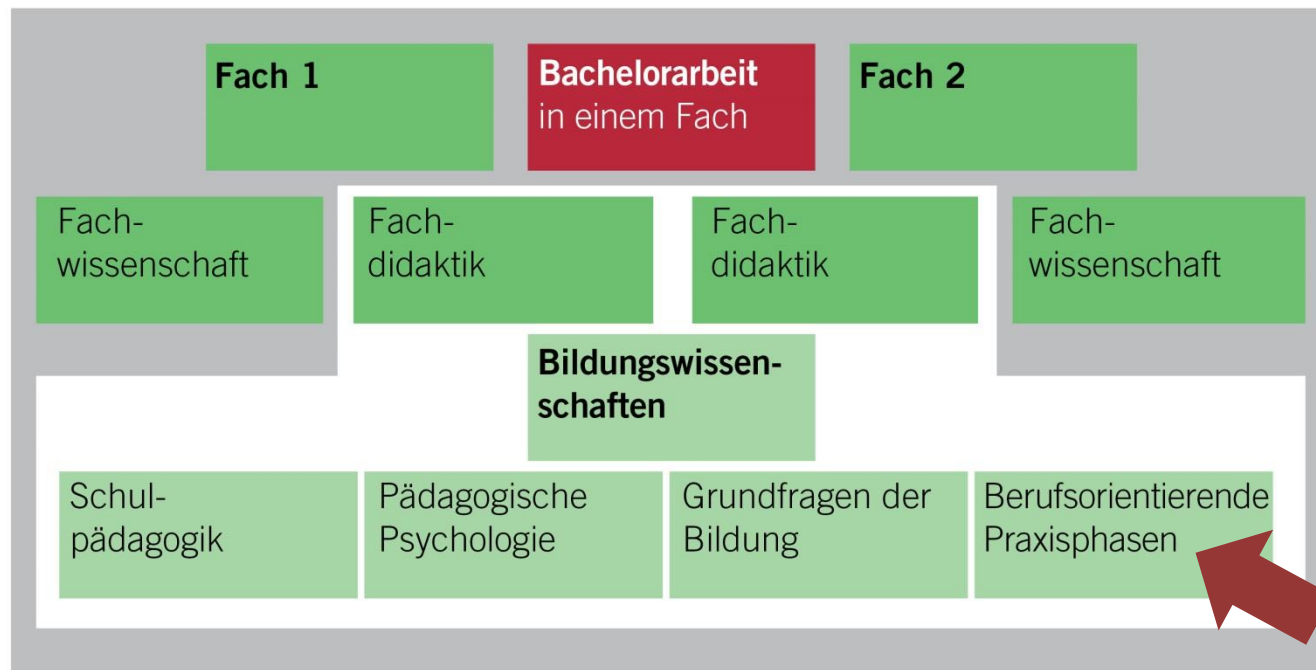 Fach 1
Bachelorarbeit
in einem Fach
Fach 2
Fach-
wissenschaft
Fach-
didaktik
Fach-
didaktik
Fach-
wissenschaft
Bildungswissen-
schaften
Schul-
pädagogik
Pädagogische
Psychologie
Grundfragen der
Bildung
Berufsorientierende
Praxisphasen